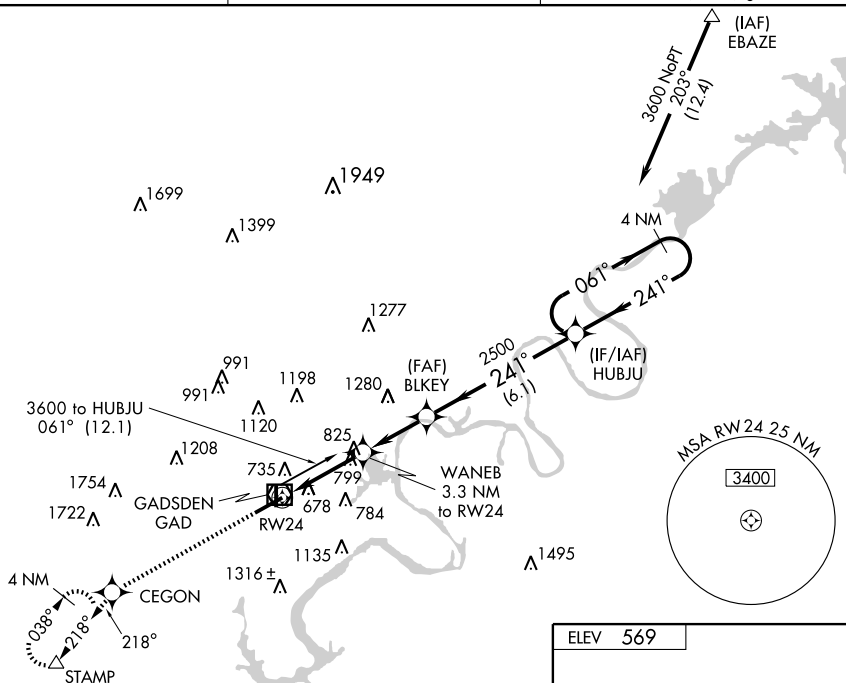 (IAF)
EBAZE
3600 NoPT
203°
(12.4)
1949
1699
1399
4 NM
061°
241°
1277
(IF/IAF)
HUBJU
2500
241°
(6.1)
(FAF)
BLKEY
991
991
1198
1280
3600 to HUBJU
061° (12.1)
1120
825
1208
735
799
WANEB
3.3 NM
to RW24
MSA RW24 25 NM
3400
1754
GADSDEN
GAD
678
784
1722
RW24
1135
1495
1316 ±
4 NM
CEGON
038°
218°
218°
STAMP
ELEV 569